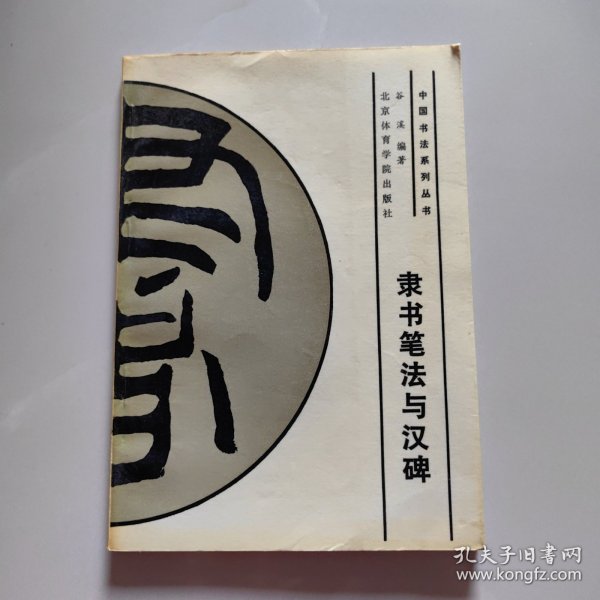 中国书法系列丛书
谷溪 编著
北京体育学院出版社
隶书笔法与汉碑
孔夫子旧书网
www.kongfz.com